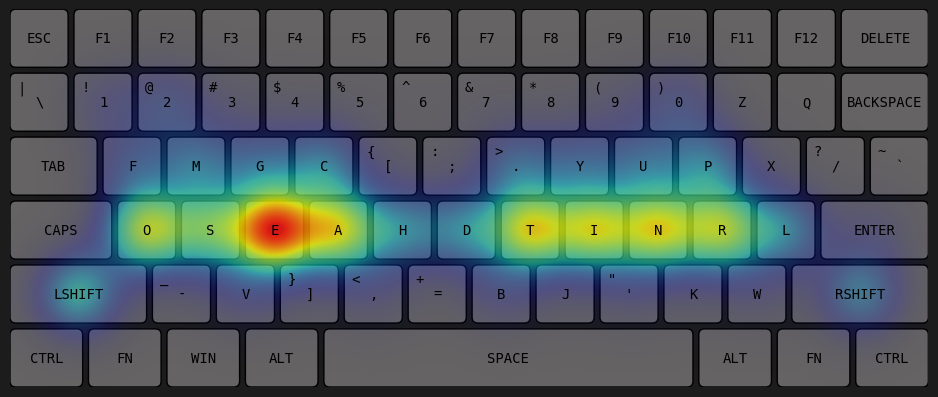 ESC F1 F2 F3 F4 F5 F6 F7 F8 F9 F10 F11 F12 DELETE
| \ ! 1 @ 2 # 3 $ 4 % 5 ^ 6 & 7 * 8 ( 9 ) 0 Z Q BACKSPACE
TAB F M G C { [ : ; > . Y U P X ? / ~ `
CAPS O S E A H D T I N R L ENTER
LSHIFT _ - V } ] < , + = B J " ' K W RSHIFT
CTRL FN WIN ALT SPACE ALT FN CTRL